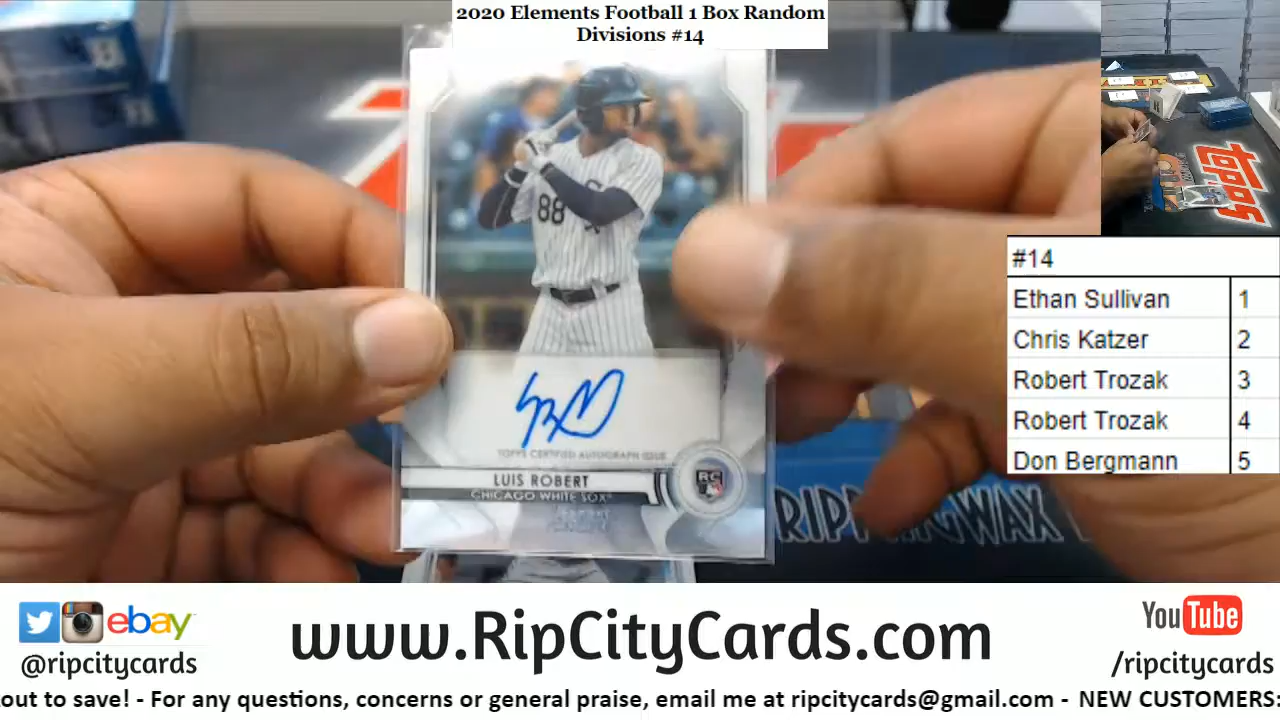 2020 Elements Football 1 Box Random
Divisions #14
88
TOPPS CERTIFIED AUTOGRAPH ISSUE
LUIS ROBERT
CHICAGO WHITE SOX
RC
topps
#14
Ethan Sullivan 1
Chris Katzer 2
Robert Trozak 3
Robert Trozak 4
Don Bergmann 5
ebay
@ripcitycards
www.RipCityCards.com
YouTube
/ripcitycards
out to save! - For any questions, concerns or general praise, email me at ripcitycards@gmail.com - NEW CUSTOMERS: